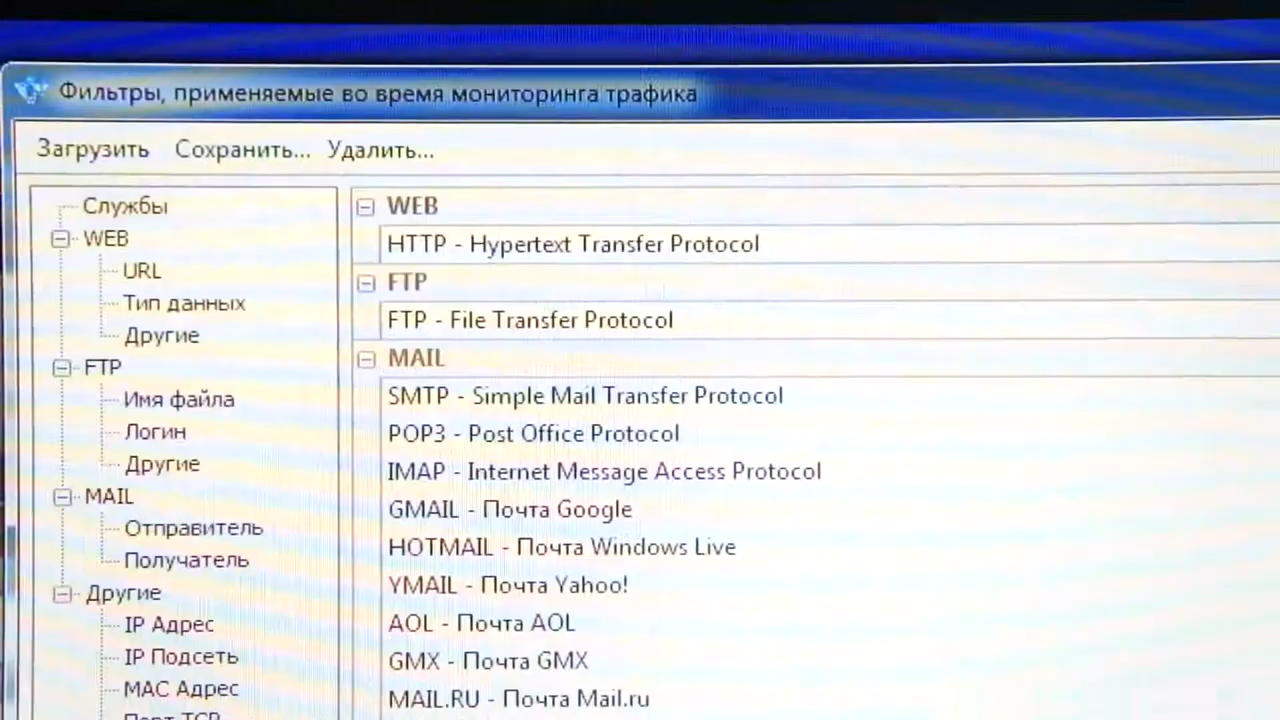 Фильтры, применяемые во время мониторинга трафика
Загрузить Сохранить... Удалить...
Службы
WEB
URL
Тип данных
Другие
FTP
Имя файла
Логин
Другие
MAIL
Отправитель
Получатель
Другие
IP Адрес
IP Подсеть
MAC Адрес
Порт TCP
WEB
HTTP - Hypertext Transfer Protocol
FTP
FTP - File Transfer Protocol
MAIL
SMTP - Simple Mail Transfer Protocol
POP3 - Post Office Protocol
IMAP - Internet Message Access Protocol
GMAIL - Почта Google
HOTMAIL - Почта Windows Live
YMAIL - Почта Yahoo!
AOL - Почта AOL
GMX - Почта GMX
MAIL.RU - Почта Mail.ru